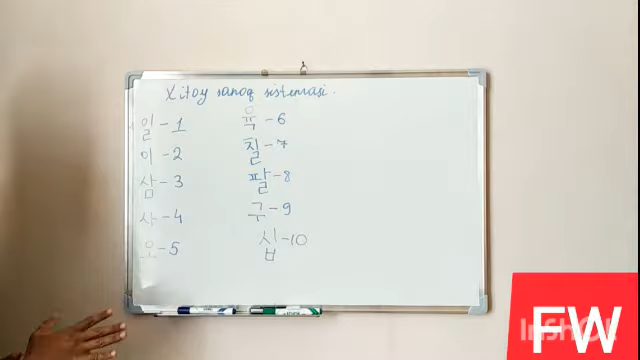 Xitoy sanoq sistemasi.
일 - 1
이 - 2
삼 - 3
사 - 4
오 - 5
육 - 6
칠 - 7
팔 - 8
구 - 9
십 - 10
FW
InShOt